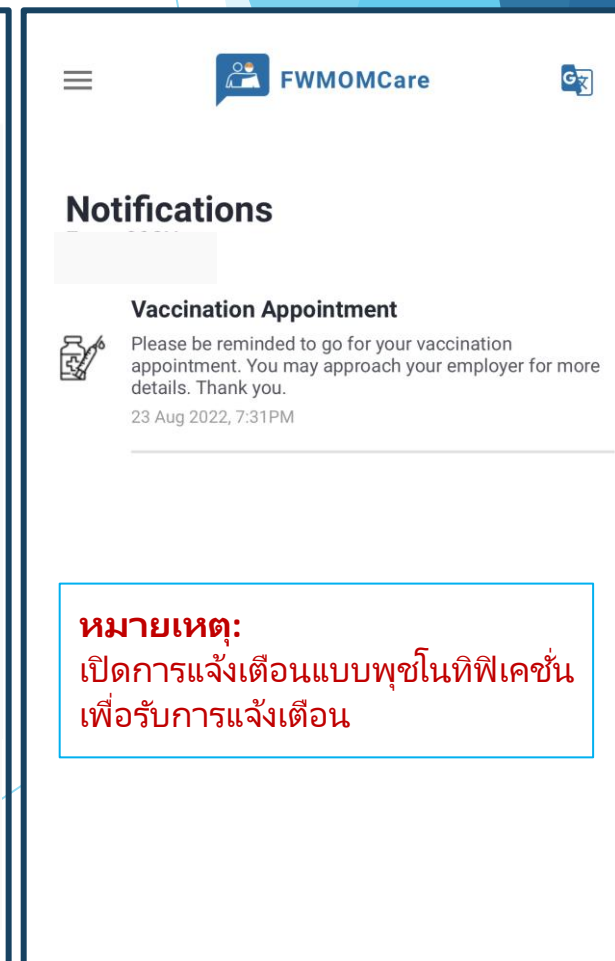 FWMOMCare
Notifications
Vaccination Appointment
Please be reminded to go for your vaccination
appointment. You may approach your employer for more
details. Thank you.
23 Aug 2022, 7:31PM
หมายเหตุ:
เปิดการแจ้งเตือนแบบพุชโนทิฟิเคชั่น
เพื่อรับการแจ้งเตือน